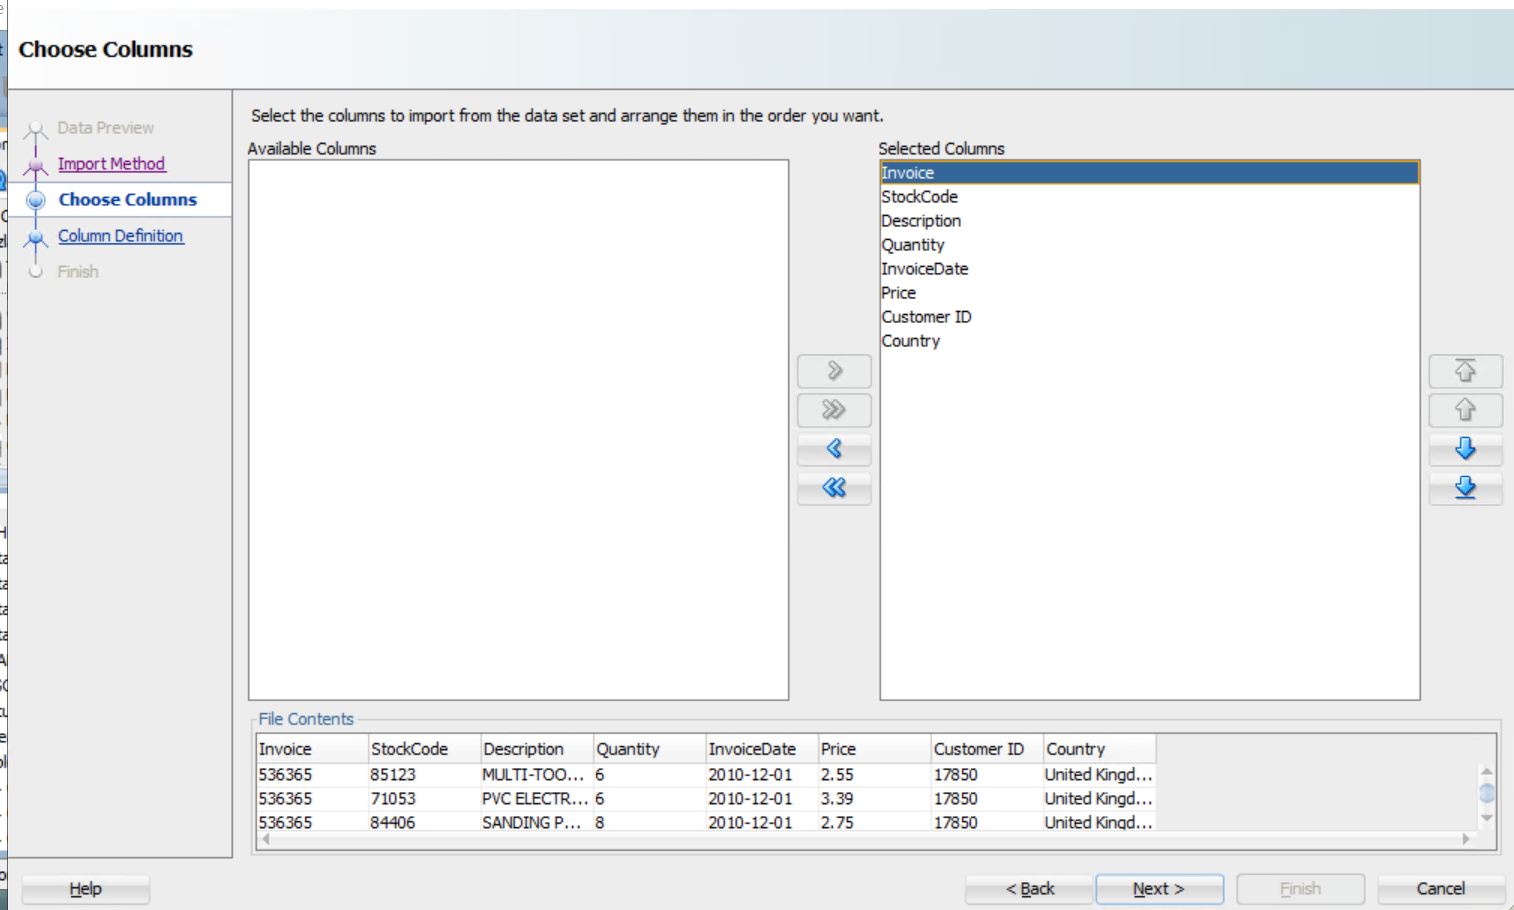 Choose Columns
Data Preview
Import Method
Choose Columns
Column Definition
Finish
Select the columns to import from the data set and arrange them in the order you want.
Available Columns
Selected Columns
Invoice
StockCode
Description
Quantity
InvoiceDate
Price
Customer ID
Country
File Contents
Invoice StockCode Description Quantity InvoiceDate Price Customer ID Country
536365 85123 MULTI-TOO... 6 2010-12-01 2.55 17850 United Kingd...
536365 71053 PVC ELECTR... 6 2010-12-01 3.39 17850 United Kingd...
536365 84406 SANDING P... 8 2010-12-01 2.75 17850 United Kingd...
Help < Back Next > Finish Cancel